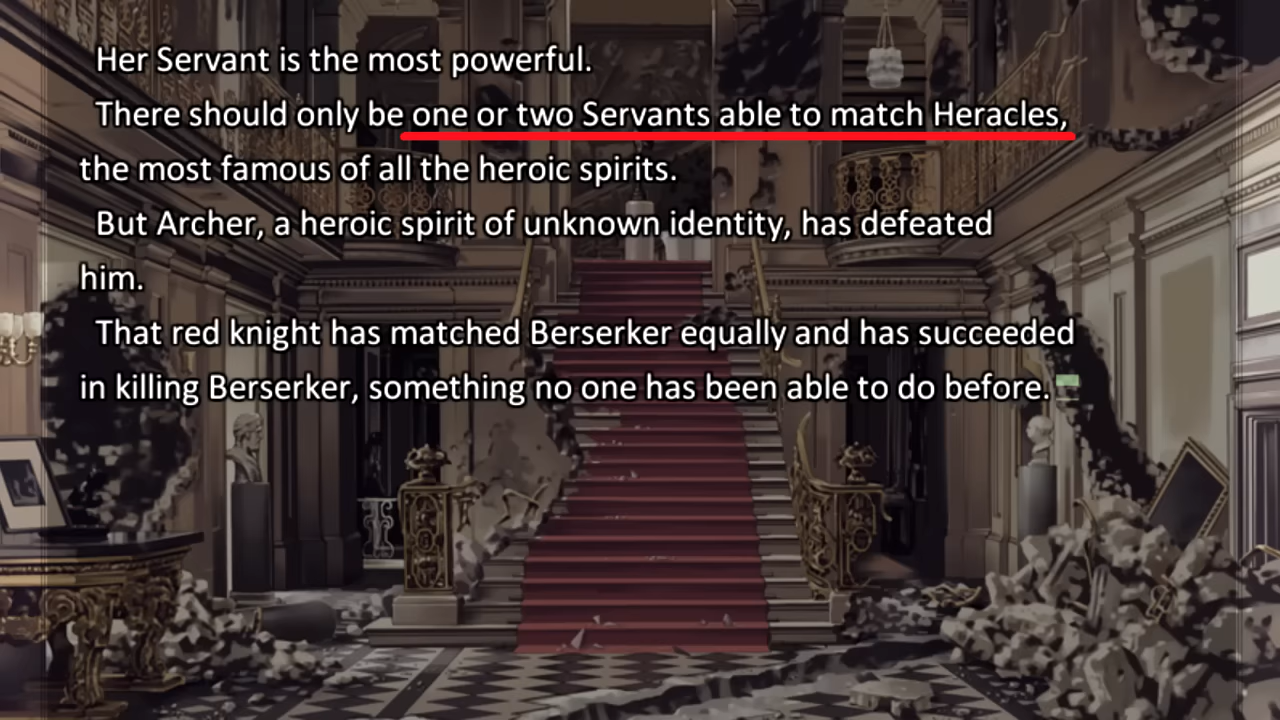 Her Servant is the most powerful.
There should only be one or two Servants able to match Heracles,
the most famous of all the heroic spirits.
But Archer, a heroic spirit of unknown identity, has defeated
him.
That red knight has matched Berserker equally and has succeeded
in killing Berserker, something no one has been able to do before.